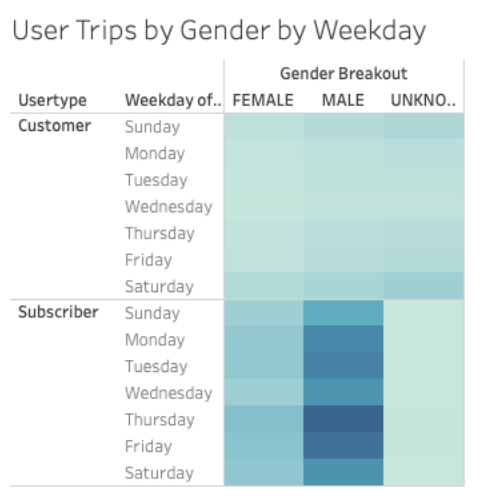 User Trips by Gender by Weekday
Gender Breakout
Usertype Weekday of.. FEMALE MALE UNKNO..
Customer Sunday
Monday
Tuesday
Wednesday
Thursday
Friday
Saturday
Subscriber Sunday
Monday
Tuesday
Wednesday
Thursday
Friday
Saturday